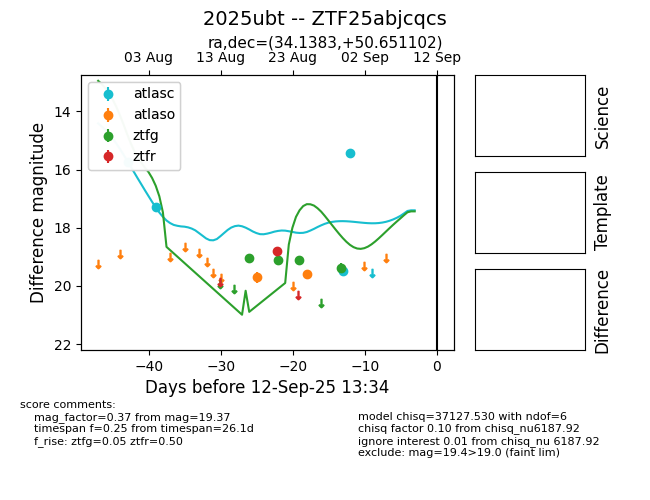 2025ubt -- ZTF25abjcqcs
ra,dec=(34.1383,+50.651102)
03 Aug 13 Aug 23 Aug 02 Sep 12 Sep
atlasc
atlaso
ztfg
ztfr
14
16
18
20
22
Difference magnitude
−40 −30 −20 −10 0
Days before 12-Sep-25 13:34
Science
Template
Difference
score comments:
mag_factor=0.37 from mag=19.37
timespan f=0.25 from timespan=26.1d
f_rise: ztfg=0.05 ztfr=0.50
model chisq=37127.530 with ndof=6
chisq factor 0.10 from chisq_nu6187.92
ignore interest 0.01 from chisq_nu 6187.92
exclude: mag=19.4>19.0 (faint lim)